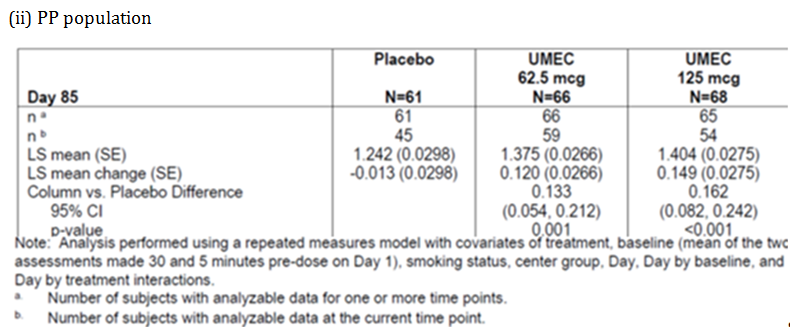 (ii) PP population
Placebo UMEC UMEC
62.5 mcg 125 mcg
Day 85 N=61 N=66 N=68
n a 61 66 65
n b 45 59 54
LS mean (SE) 1.242 (0.0298) 1.375 (0.0266) 1.404 (0.0275)
LS mean change (SE) -0.013 (0.0298) 0.120 (0.0266) 0.149 (0.0275)
Column vs. Placebo Difference 0.133 0.162
95% CI (0.054, 0.212) (0.082, 0.242)
p-value 0.001 <0.001
Note: Analysis performed using a repeated measures model with covariates of treatment, baseline (mean of the two
assessments made 30 and 5 minutes pre-dose on Day 1), smoking status, center group, Day, Day by baseline, and
Day by treatment interactions.
a. Number of subjects with analyzable data for one or more time points.
b. Number of subjects with analyzable data at the current time point.